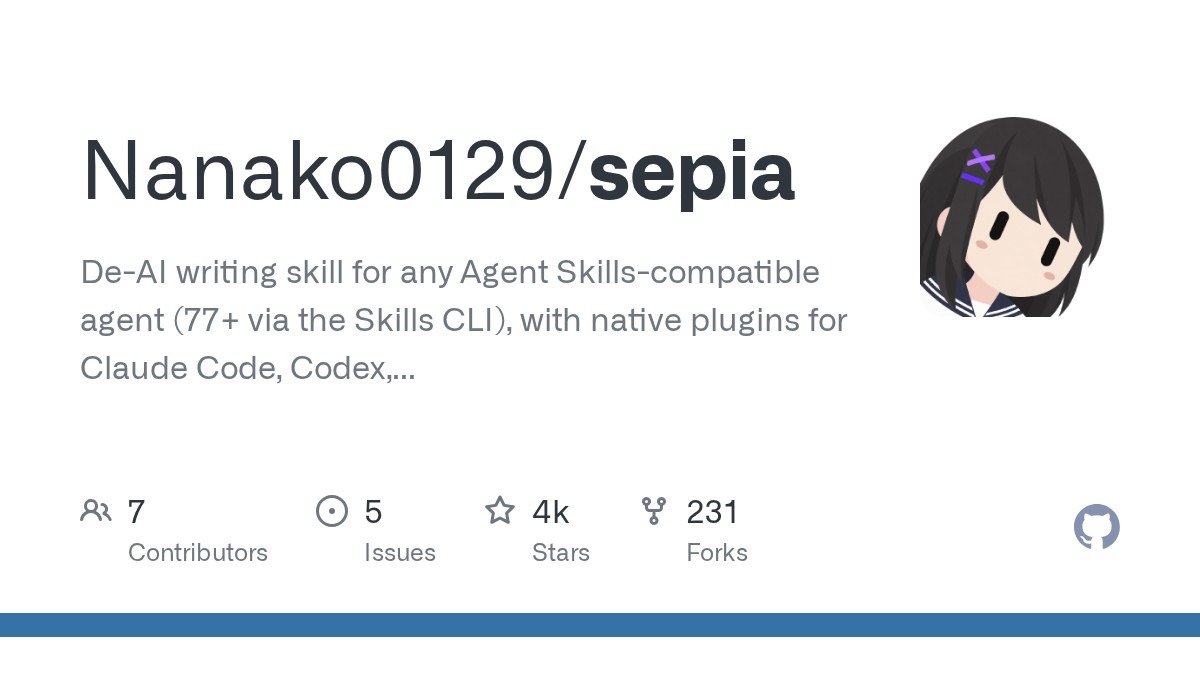 Nanako0129/sepia
De-AI writing skill for any Agent Skills-compatible
agent (77+ via the Skills CLI), with native plugins for
Claude Code, Codex,...
7
Contributors
5
Issues
4k
Stars
231
Forks